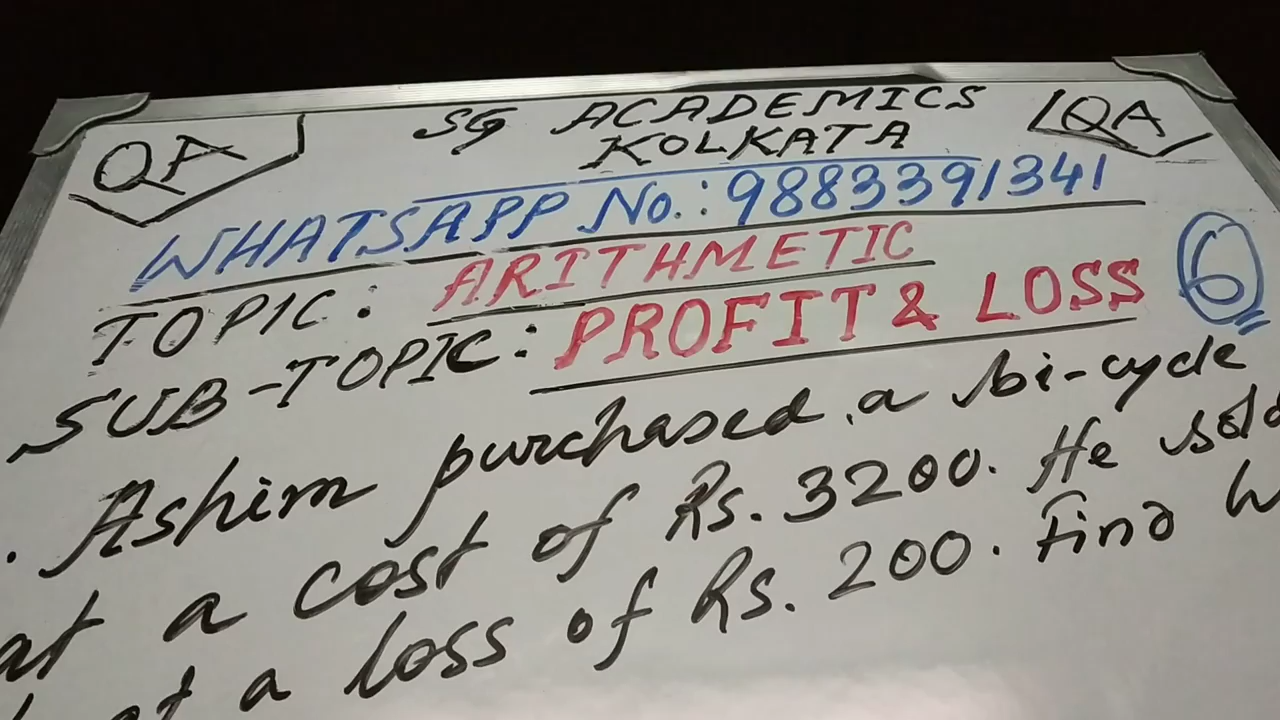 QA SG ACADEMICS QA
KOLKATA
WHATSAPP No.: 9883391341
TOPIC: ARITHMETIC
SUB-TOPIC: PROFIT & LOSS 6
. Ashim purchased a bi-cycle
at a cost of Rs. 3200. He sold
at a loss of Rs. 200. Find